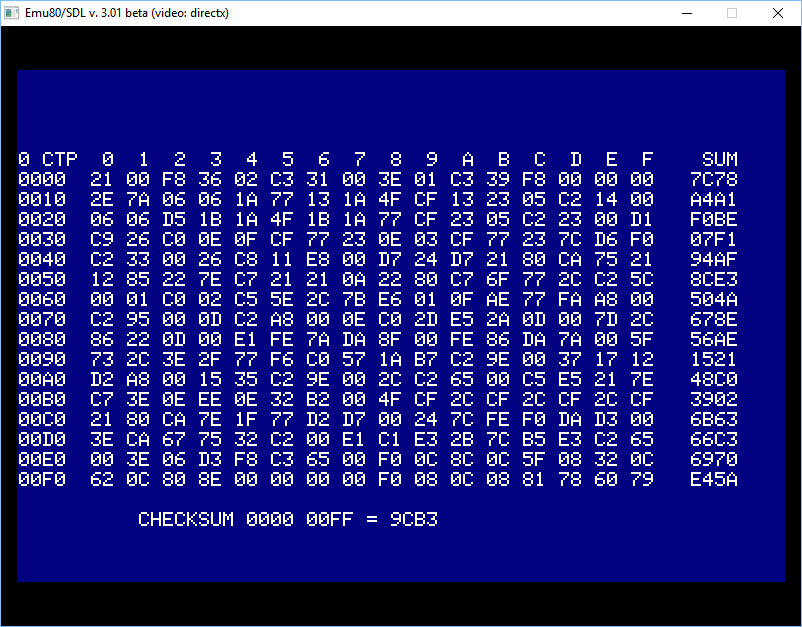 Emu80/SDL v. 3.01 beta (video: directx)
0 CTP 0 1 2 3 4 5 6 7 8 9 A B C D E F SUM
0000 21 00 F8 36 02 C3 31 00 3E 01 C3 39 F8 00 00 00 7C78
0010 2E 7A 06 06 1A 77 13 1A 4F CF 13 23 05 C2 14 00 A4A1
0020 06 06 D5 1B 1A 4F 1B 1A 77 CF 23 05 C2 23 00 D1 F0BE
0030 C9 26 C0 0E 0F CF 77 23 0E 03 CF 77 23 7C D6 F0 07F1
0040 C2 33 00 26 C8 11 E8 00 D7 24 D7 21 80 CA 75 21 94AF
0050 12 85 22 7E C7 21 21 0A 22 80 C7 6F 77 2C C2 5C 8CE3
0060 00 01 C0 02 C5 5E 2C 7B E6 01 0F AE 77 FA A8 00 504A
0070 C2 95 00 0D C2 A8 00 0E C0 2D E5 2A 0D 00 7D 2C 678E
0080 86 22 0D 00 E1 FE 7A DA 8F 00 FE 86 DA 7A 00 5F 56AE
0090 73 2C 3E 2F 77 F6 C0 57 1A B7 C2 9E 00 37 17 12 1521
00A0 D2 A8 00 15 35 C2 9E 00 2C C2 65 00 C5 E5 21 7E 48C0
00B0 C7 3E 0E EE 0E 32 B2 00 4F CF 2C CF 2C CF 2C CF 3902
00C0 21 80 CA 7E 1F 77 D2 D7 00 24 7C FE F0 DA D3 00 6B63
00D0 3E CA 67 75 32 C2 00 E1 C1 E3 2B 7C B5 E3 C2 65 66C3
00E0 00 3E 06 D3 F8 C3 65 00 F0 0C 8C 0C 5F 08 32 0C 6970
00F0 62 0C 80 8E 00 00 00 00 F0 08 0C 08 81 78 60 79 E45A
CHECKSUM 0000 00FF = 9CB3